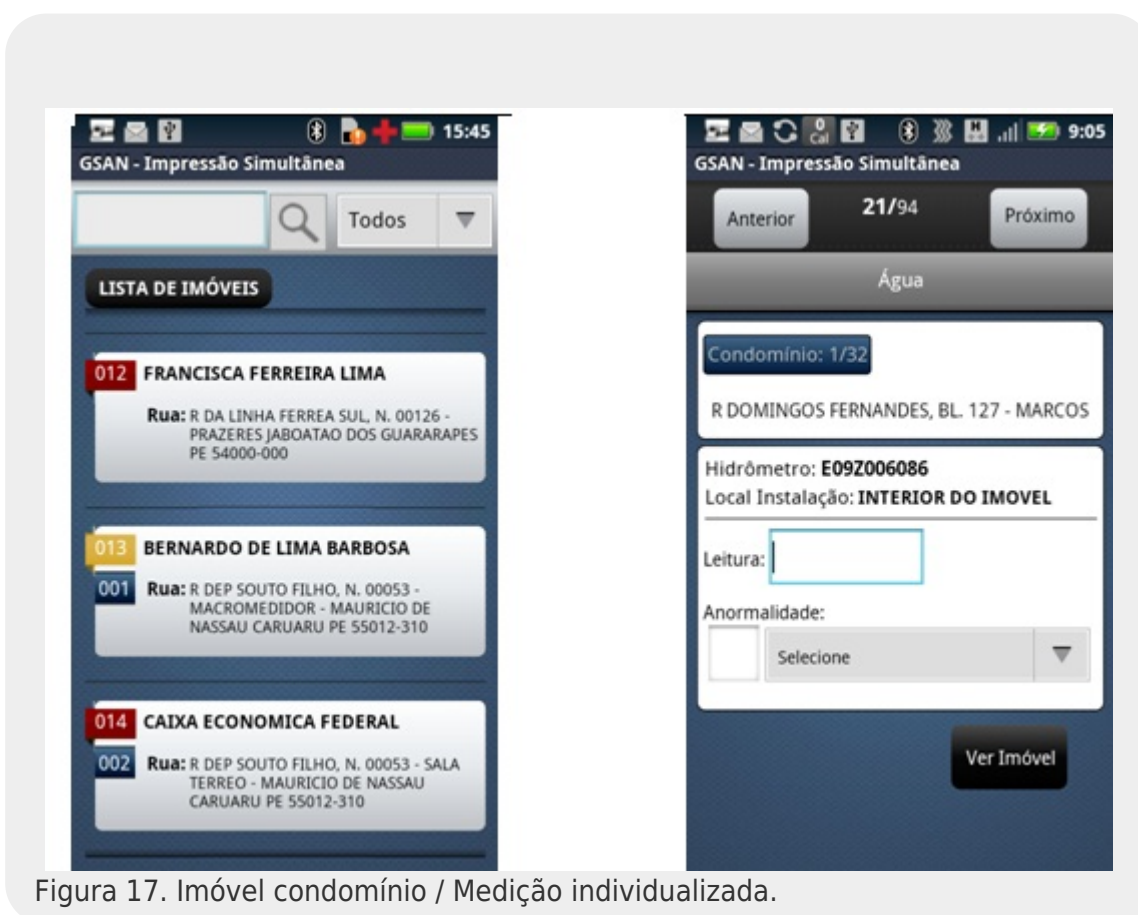 15:45
GSAN - Impressão Simultânea
Todos
LISTA DE IMÓVEIS
012 FRANCISCA FERREIRA LIMA
Rua: R DA LINHA FERREA SUL, N. 00126 -
PRAZERES JABOATAO DOS GUARARAPES
PE 54000-000
013 BERNARDO DE LIMA BARBOSA
001 Rua: R DEP SOUTO FILHO, N. 00053 -
MACROMEDIDOR - MAURICIO DE
NASSAU CARUARU PE 55012-310
014 CAIXA ECONOMICA FEDERAL
002 Rua: R DEP SOUTO FILHO, N. 00053 - SALA
TERREO - MAURICIO DE NASSAU
CARUARU PE 55012-310
0
Cal
H
9:05
GSAN - Impressão Simultânea
Anterior 21/94 Próximo
Água
Condomínio: 1/32
R DOMINGOS FERNANDES, BL. 127 - MARCOS
Hidrômetro: E09Z006086
Local Instalação: INTERIOR DO IMOVEL
Leitura:
Anormalidade:
Selecione
Ver Imóvel
Figura 17. Imóvel condomínio / Medição individualizada.